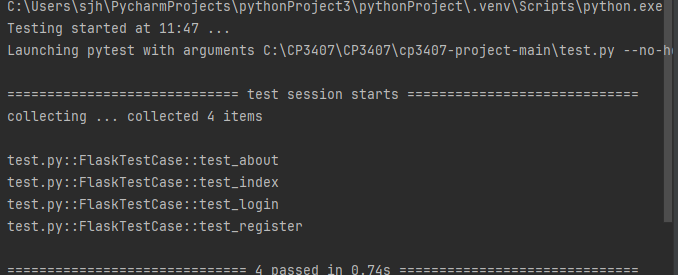 C:\Users\sjh\PycharmProjects\pythonProject3\pythonProject\.venv\Scripts\python.exe
Testing started at 11:47 ...
Launching pytest with arguments C:\CP3407\CP3407\cp3407-project-main\test.py --no-he
============================= test session starts =============================
collecting ... collected 4 items
test.py::FlaskTestCase::test_about
test.py::FlaskTestCase::test_index
test.py::FlaskTestCase::test_login
test.py::FlaskTestCase::test_register
============================== 4 passed in 0.74s ==============================